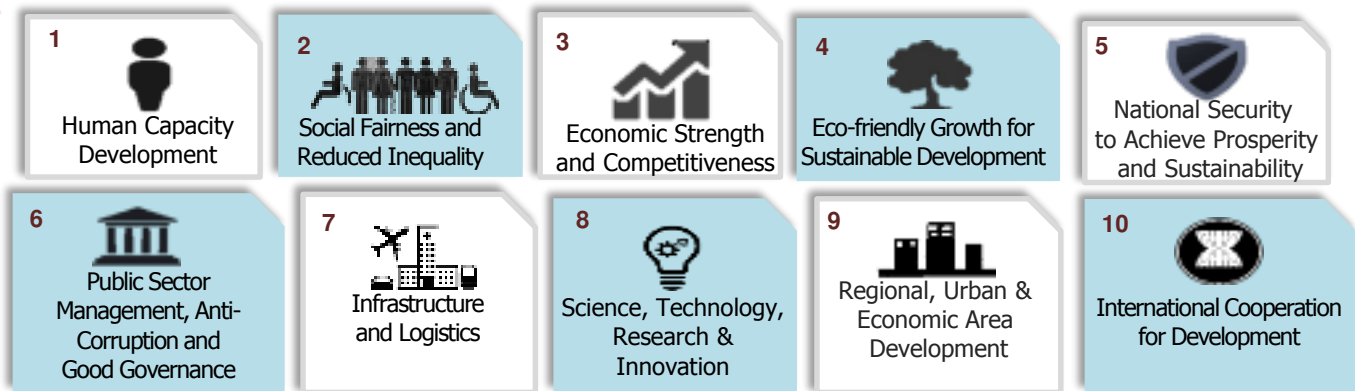 1
Human Capacity
Development
2
Social Fairness and
Reduced Inequality
3
Economic Strength
and Competitiveness
4
Eco-friendly Growth for
Sustainable Development
5
National Security
to Achieve Prosperity
and Sustainability
6
Public Sector
Management, Anti-
Corruption and
Good Governance
7
Infrastructure
and Logistics
8
Science, Technology,
Research &
Innovation
9
Regional, Urban &
Economic Area
Development
10
International Cooperation
for Development